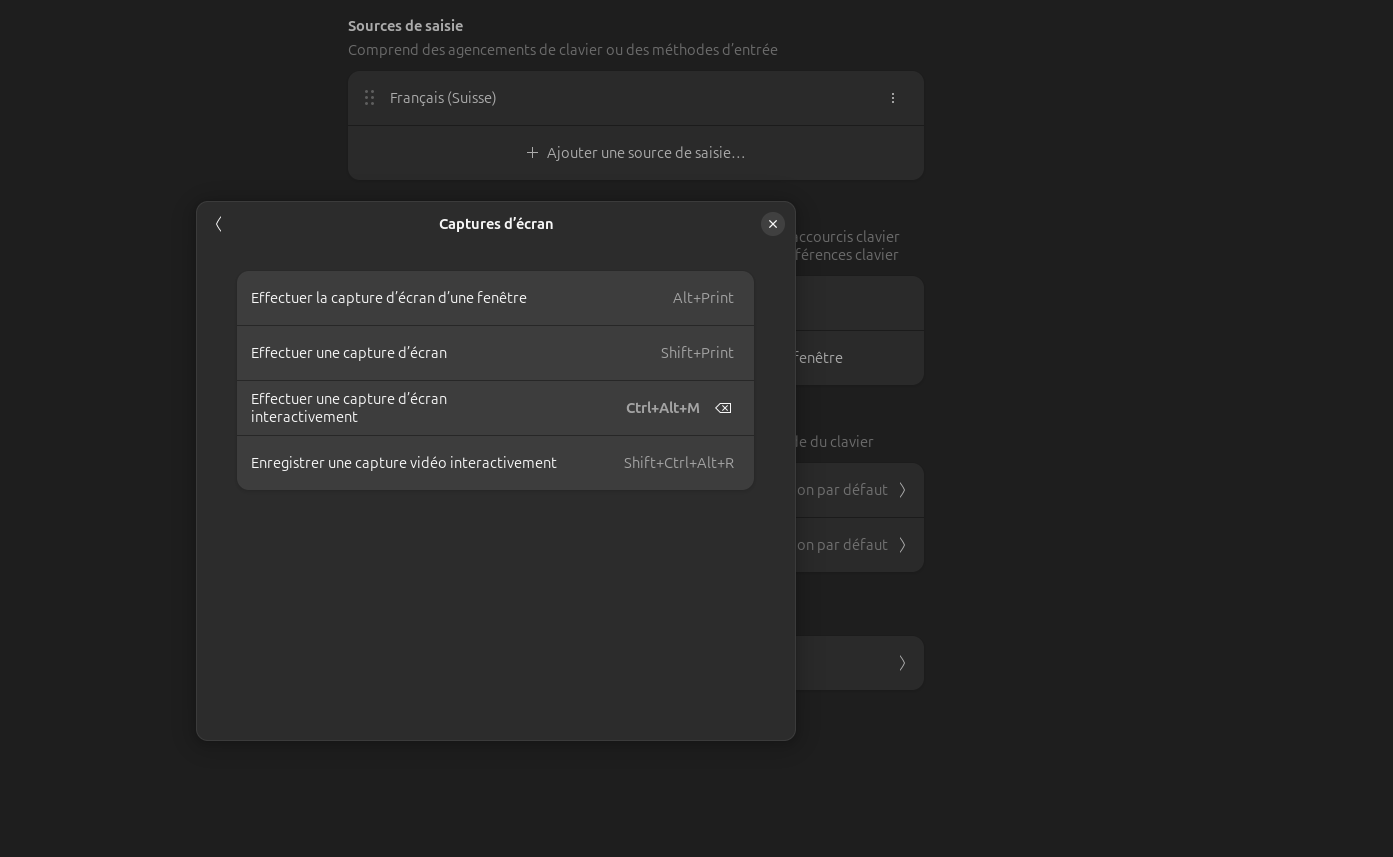 Sources de saisie
Comprend des agencements de clavier ou des méthodes d’entrée
Français (Suisse)
Ajouter une source de saisie…
Captures d’écran
accourcis clavier
férences clavier
Effectuer la capture d’écran d’une fenêtre Alt+Print
Effectuer une capture d’écran Shift+Print
fenêtre
Effectuer une capture d’écran
interactivement Ctrl+Alt+M
de du clavier
Enregistrer une capture vidéo interactivement Shift+Ctrl+Alt+R
on par défaut
on par défaut